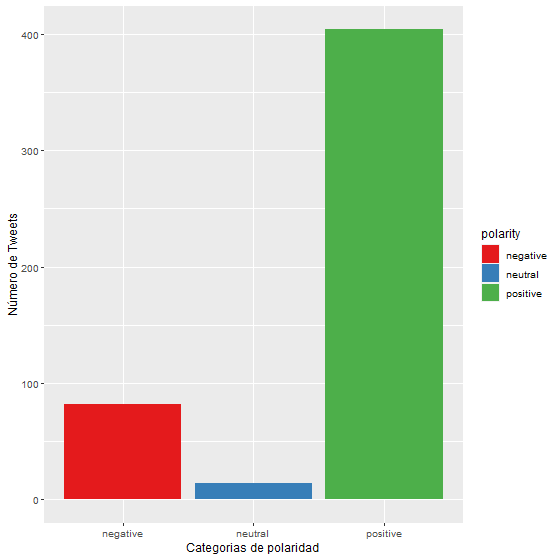 400
300
200
100
0
Número de Tweets
negative
neutral
positive
Categorias de polaridad
polarity
negative
neutral
positive